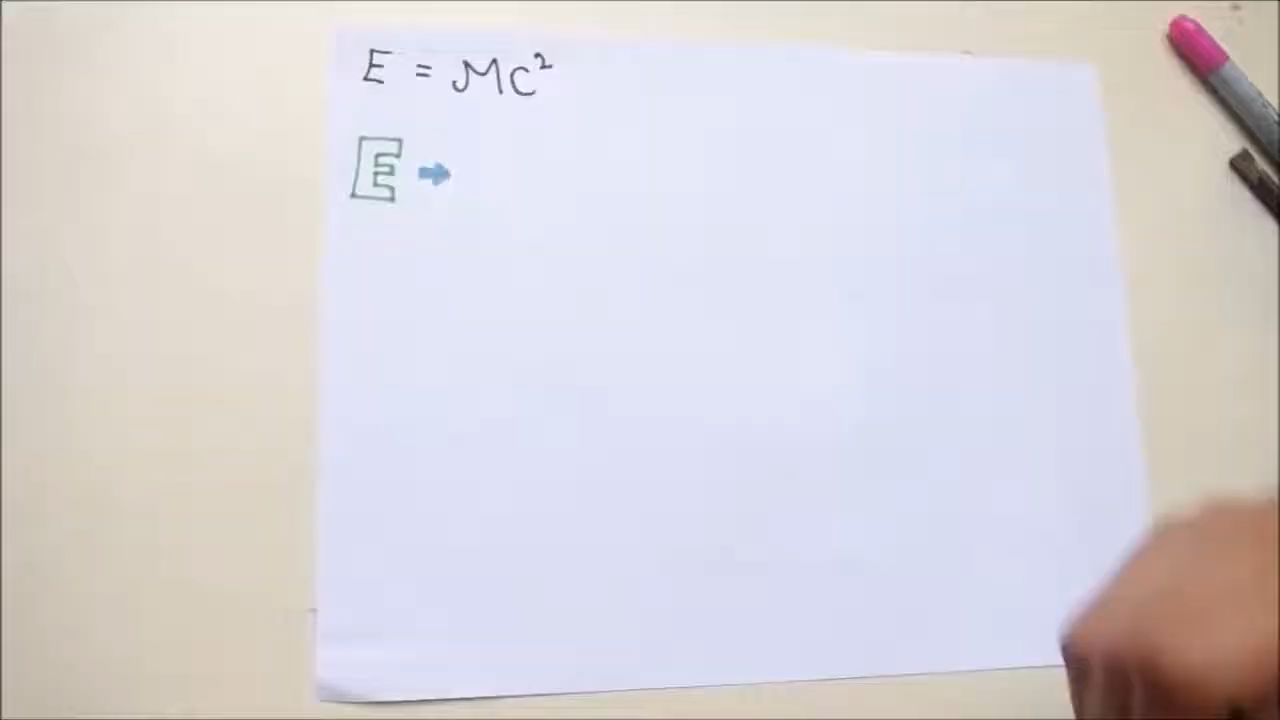 E = MC²
E ➡